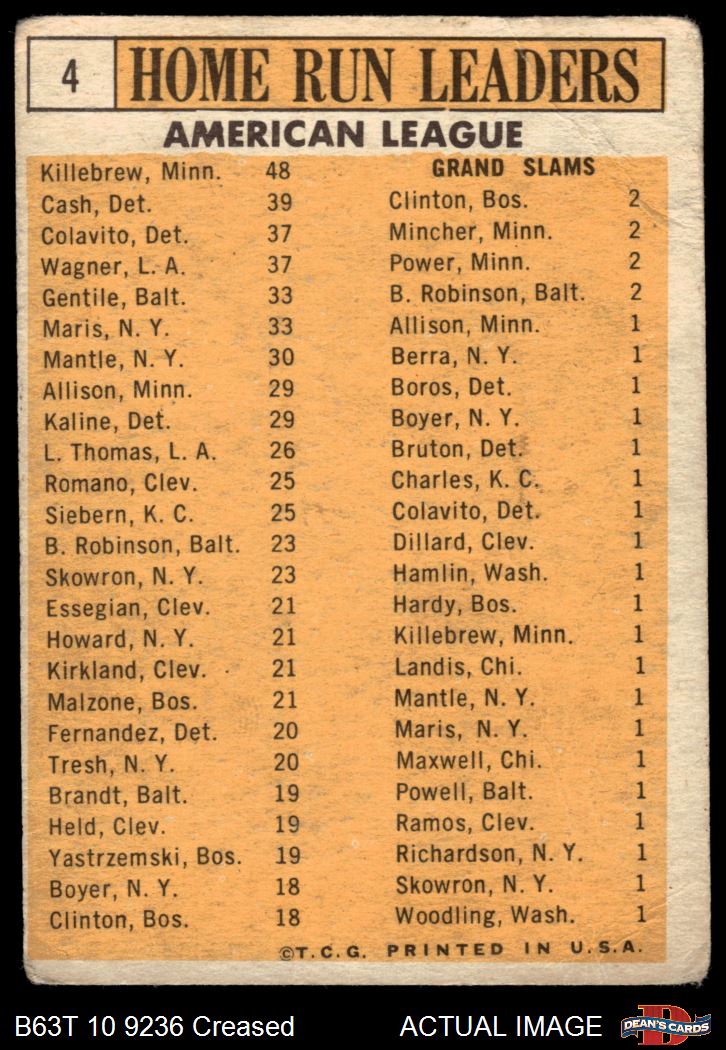 4
HOME RUN LEADERS
AMERICAN LEAGUE
Killebrew, Minn. 48
Cash, Det. 39
Colavito, Det. 37
Wagner, L. A. 37
Gentile, Balt. 33
Maris, N. Y. 33
Mantle, N. Y. 30
Allison, Minn. 29
Kaline, Det. 29
L. Thomas, L. A. 26
Romano, Clev. 25
Siebern, K. C. 25
B. Robinson, Balt. 23
Skowron, N. Y. 23
Essegian, Clev. 21
Howard, N. Y. 21
Kirkland, Clev. 21
Malzone, Bos. 21
Fernandez, Det. 20
Tresh, N. Y. 20
Brandt, Balt. 19
Held, Clev. 19
Yastrzemski, Bos. 19
Boyer, N. Y. 18
Clinton, Bos. 18
GRAND SLAMS
Clinton, Bos. 2
Mincher, Minn. 2
Power, Minn. 2
B. Robinson, Balt. 2
Allison, Minn. 1
Berra, N. Y. 1
Boros, Det. 1
Boyer, N. Y. 1
Bruton, Det. 1
Charles, K. C. 1
Colavito, Det. 1
Dillard, Clev. 1
Hamlin, Wash. 1
Hardy, Bos. 1
Killebrew, Minn. 1
Landis, Chi. 1
Mantle, N. Y. 1
Maris, N. Y. 1
Maxwell, Chi. 1
Powell, Balt. 1
Ramos, Clev. 1
Richardson, N. Y. 1
Skowron, N. Y. 1
Woodling, Wash. 1
©T.C.G. PRINTED IN U.S.A.
B63T 10 9236 Creased
ACTUAL IMAGE
D
DEAN'S CARDS